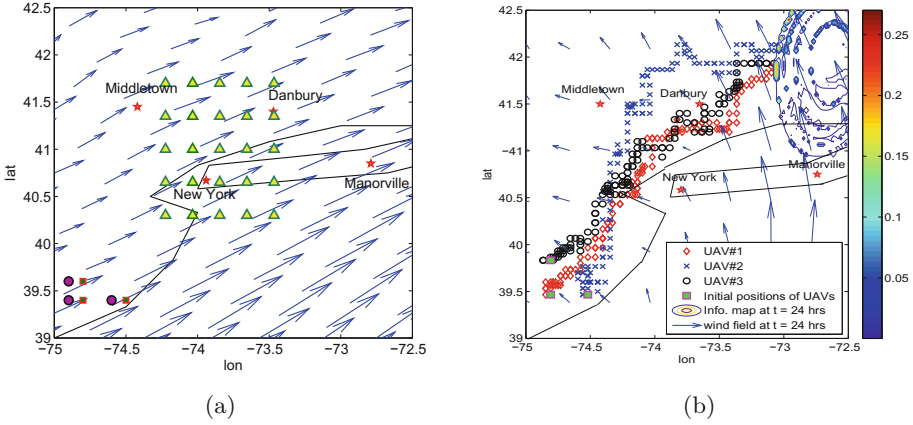 42.5
42
41.5
41
40.5
40
39.5
39
lat
Middletown
Danbury
New York
Manorville
−75
−74.5
−74
−73.5
−73
−72.5
lon
(a)
42.5
42
41.5
41
40.5
40
39.5
39
lat
Middletown
Danbury
New York
Manorville
UAV#1
UAV#2
UAV#3
Initial positions of UAVs
Info. map at t = 24 hrs
wind field at t = 24 hrs
−75
−74.5
−74
−73.5
−73
−72.5
lon
0.25
0.2
0.15
0.1
0.05
0
(b)